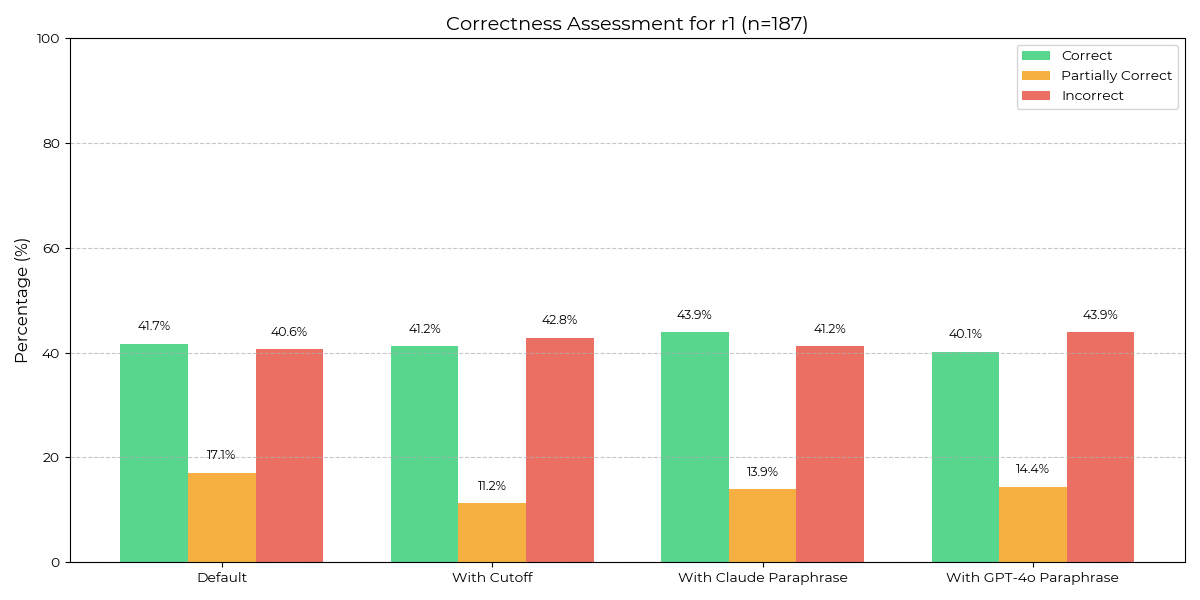 Correctness Assessment for r1 (n=187)
Correct
Partially Correct
Incorrect
Percentage (%)
100
80
60
40
20
0
41.7%
17.1%
40.6%
41.2%
11.2%
42.8%
43.9%
13.9%
41.2%
40.1%
14.4%
43.9%
Default
With Cutoff
With Claude Paraphrase
With GPT-4o Paraphrase